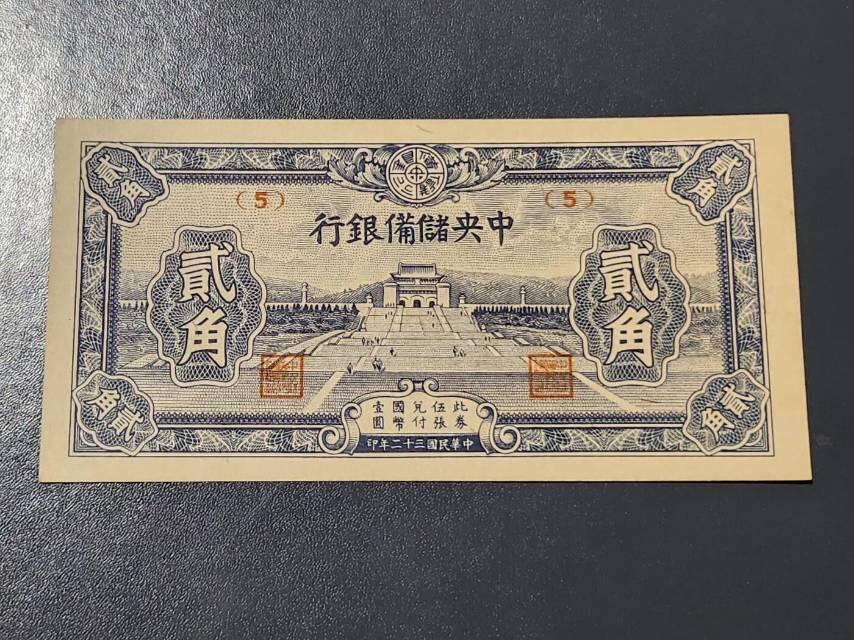 貳角
貳角
(5)
(5)
中央儲備銀行
貳角
貳角
此券伍張兌付國幣壹圓
中華民國三十二年印
貳角
貳角